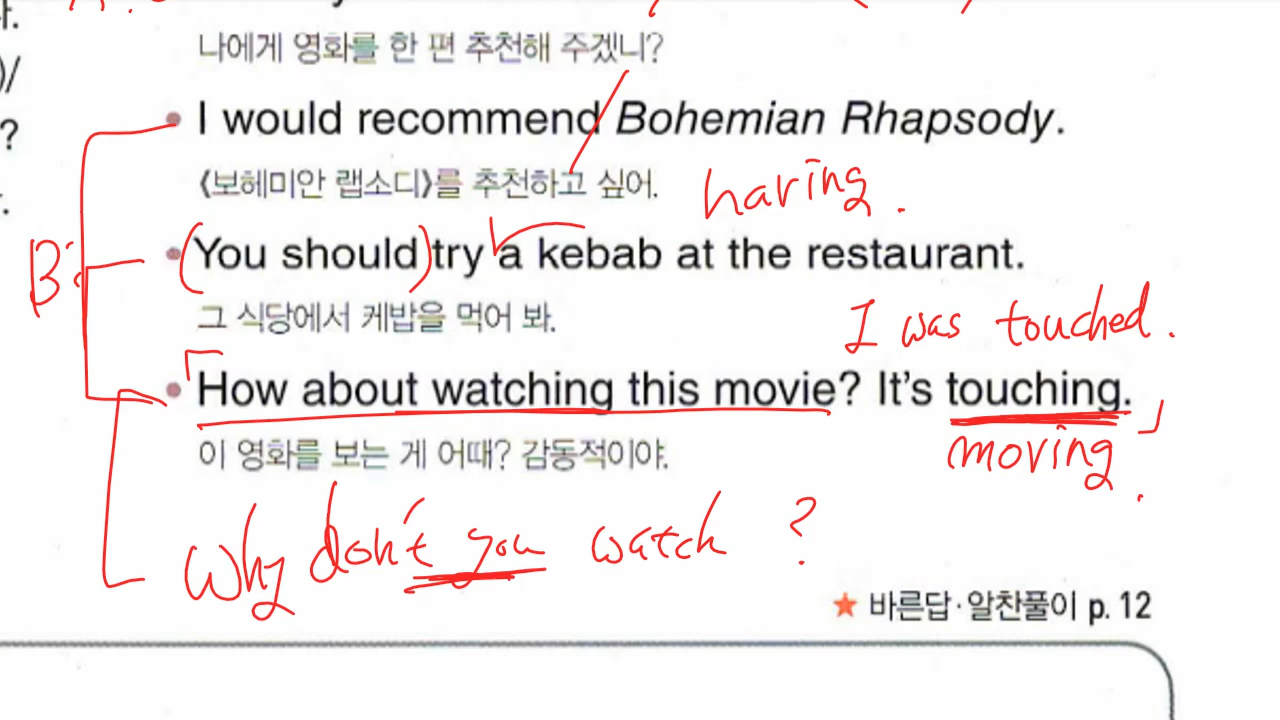 나에게 영화를 한 편 추천해 주겠니?
I would recommend Bohemian Rhapsody.
《보헤미안 랩소디》를 추천하고 싶어.
having.
B:
(You should) try a kebab at the restaurant.
그 식당에서 케밥을 먹어 봐.
I was touched.
How about watching this movie? It's touching.
이 영화를 보는 게 어때? 감동적이야.
moving.
Why don't you watch ?
★ 바른답·알찬풀이 p. 12